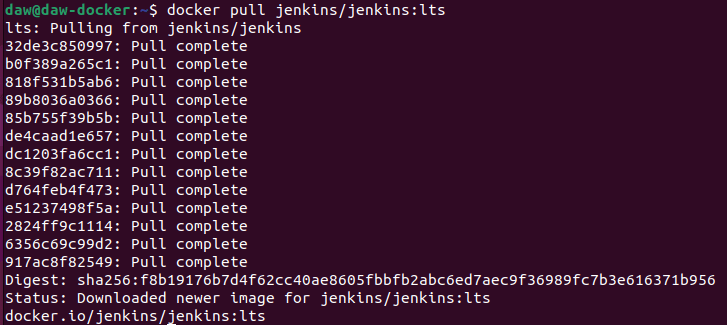 daw@daw-docker:~$ docker pull jenkins/jenkins:lts
lts: Pulling from jenkins/jenkins
32de3c850997: Pull complete
b0f389a265c1: Pull complete
818f531b5ab6: Pull complete
89b8036a0366: Pull complete
85b755f39b5b: Pull complete
de4caad1e657: Pull complete
dc1203fa6cc1: Pull complete
8c39f82ac711: Pull complete
d764feb4f473: Pull complete
e51237498f5a: Pull complete
2824ff9c1114: Pull complete
6356c69c99d2: Pull complete
917ac8f82549: Pull complete
Digest: sha256:f8b19176b7d4f62cc40ae8605fbbfb2abc6ed7aec9f36989fc7b3e616371b956
Status: Downloaded newer image for jenkins/jenkins:lts
docker.io/jenkins/jenkins:lts